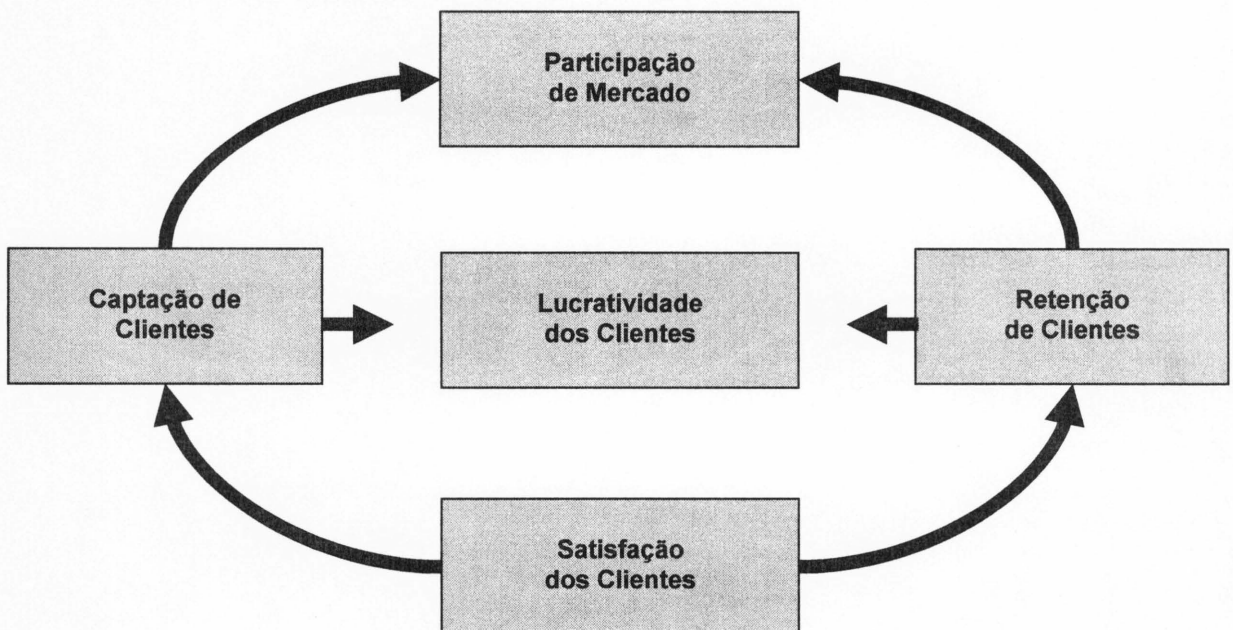 Participação
de Mercado
Captação de
Clientes
Lucratividade
dos Clientes
Retenção
de Clientes
Satisfação
dos Clientes